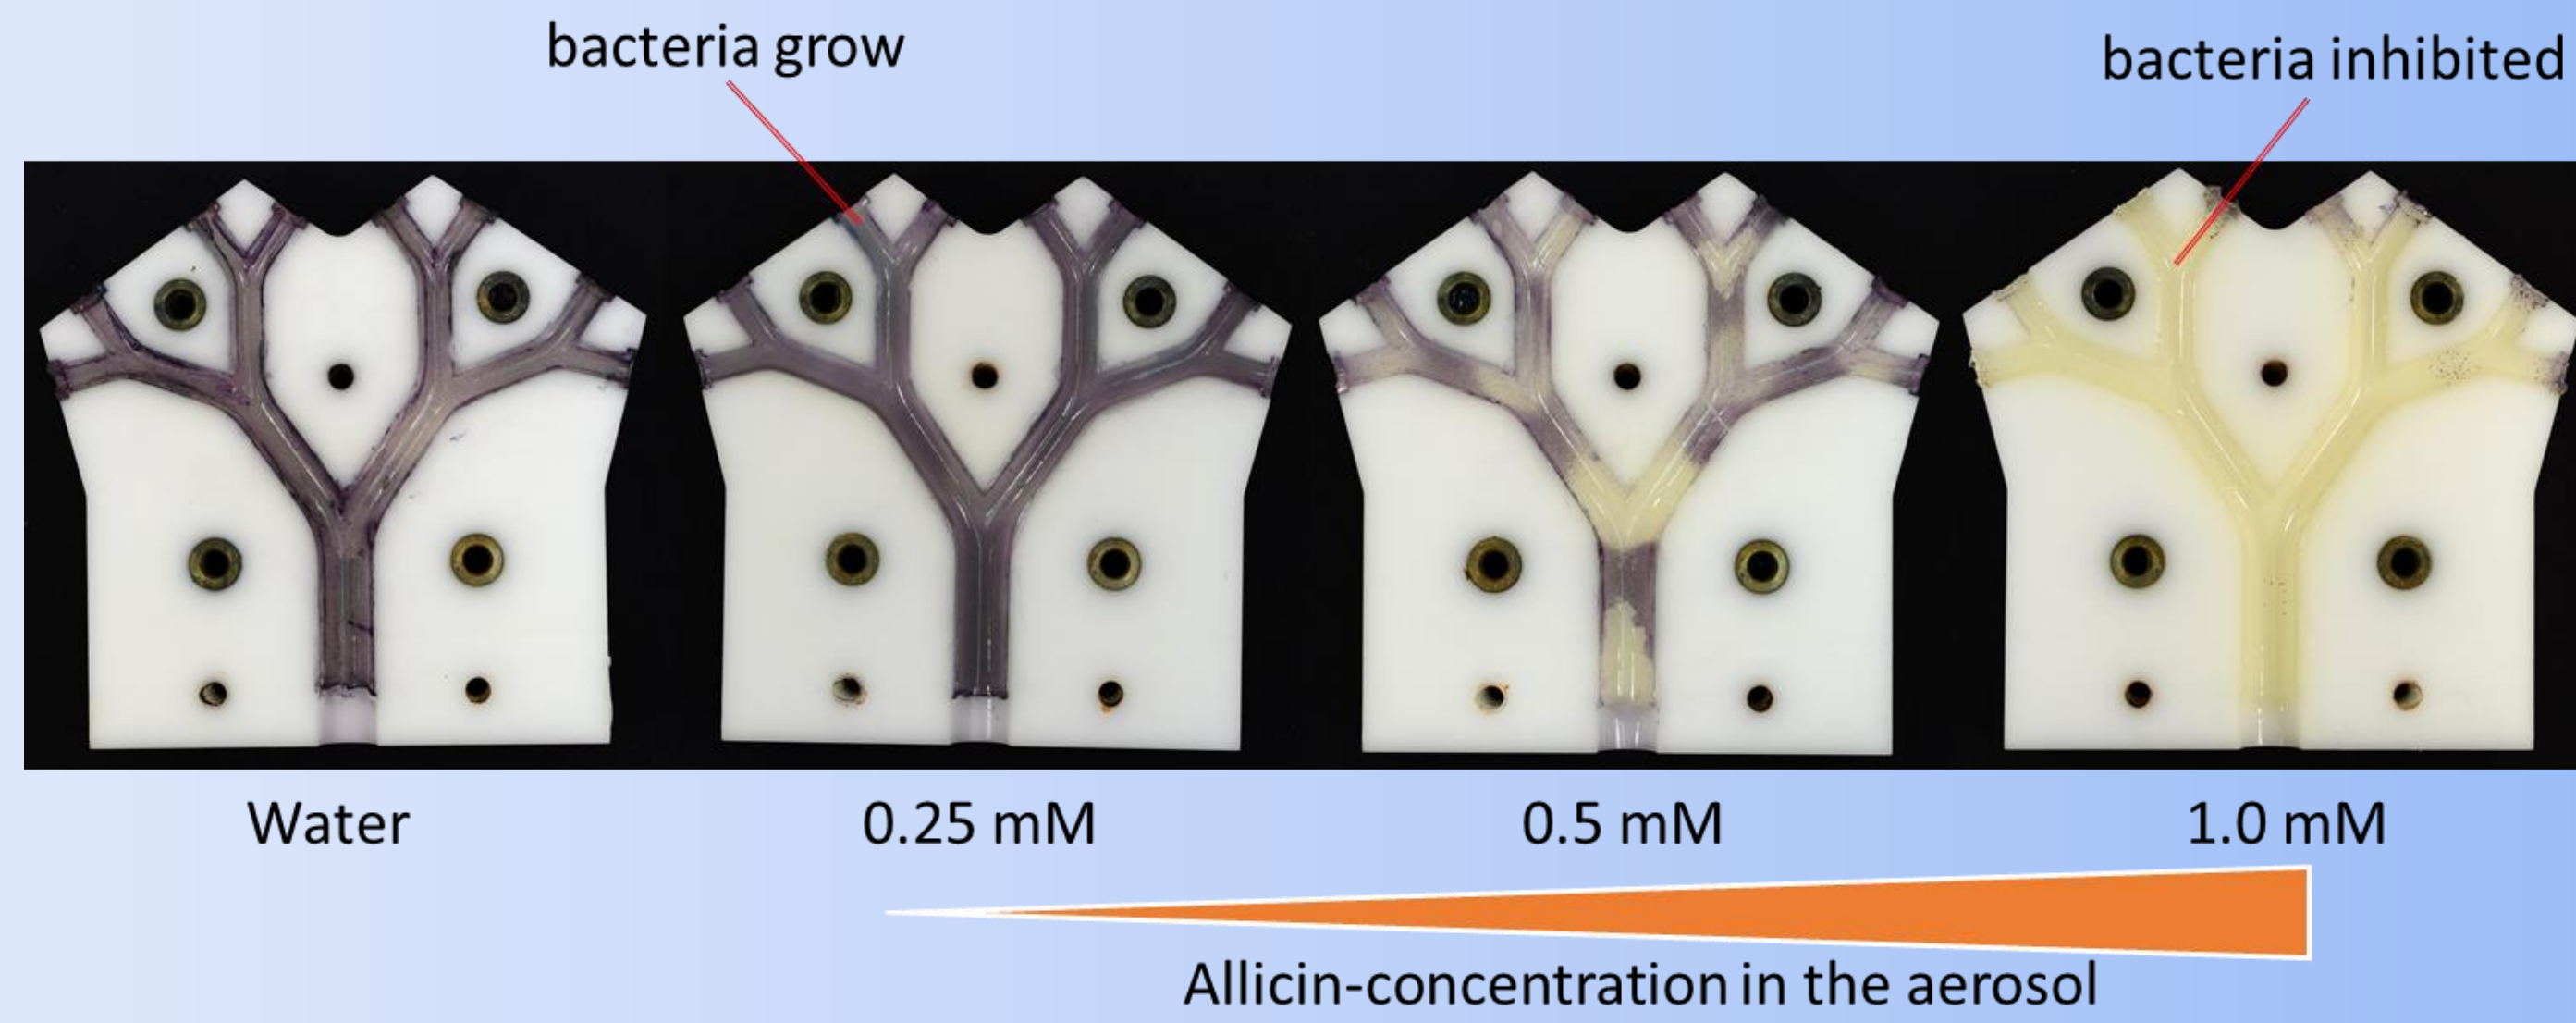 bacteria grow
bacteria inhibited
Water
0.25 mM
0.5 mM
1.0 mM
Allicin-concentration in the aerosol